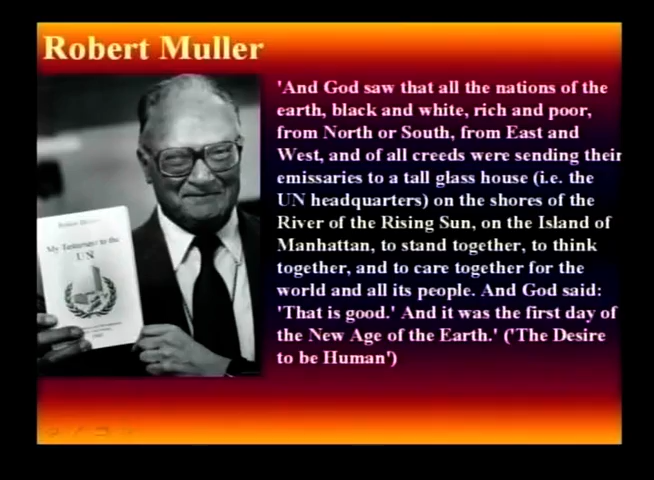 Robert Muller
'And God saw that all the nations of the
earth, black and white, rich and poor,
from North or South, from East and
West, and of all creeds were sending their
emissaries to a tall glass house (i.e. the
UN headquarters) on the shores of the
River of the Rising Sun, on the Island of
Manhattan, to stand together, to think
together, and to care together for the
world and all its people. And God said:
'That is good.' And it was the first day of
the New Age of the Earth.' ('The Desire
to be Human')
My Testament to the
UN